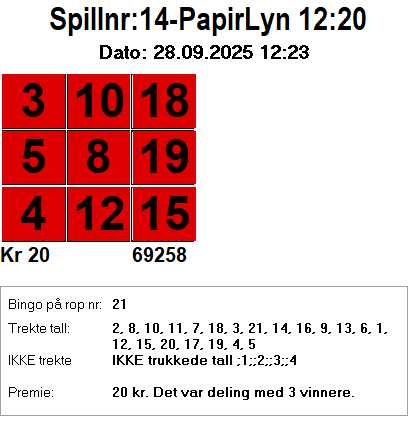 Spillnr:14-PapirLyn 12:20
Dato: 28.09.2025 12:23
3 10 18
5 8 19
4 12 15
Kr 20 69258
Bingo på rop nr: 21
Trekte tall: 2, 8, 10, 11, 7, 18, 3, 21, 14, 16, 9, 13, 6, 1,
12, 15, 20, 17, 19, 4, 5
IKKE trekte IKKE trukkede tall ;1;;2;;3;;4
Premie: 20 kr. Det var deling med 3 vinnere.